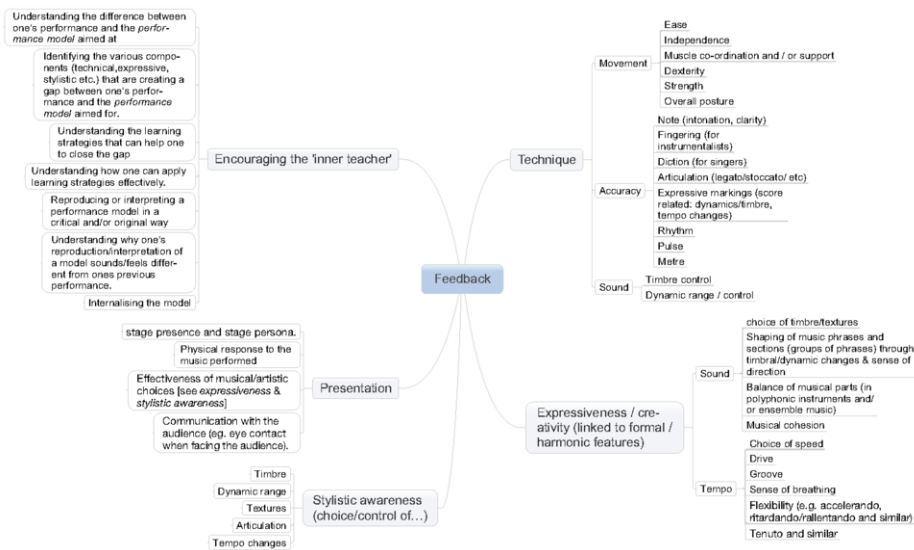 Understanding the difference between
one's performance and the perfor-
mance model aimed at
Identifying the various compo-
nents (technical,expressive,
stylistic etc.) that are creating a
gap between one's perfor-
mance and the performance
model aimed for.
Understanding the learning
strategies that can help one
to close the gap
Understanding how one can apply
learning strategies effectively.
Reproducing or interpreting a
performance model in a
critical and/or original way
Understanding why one's
reproduction/interpretation of
a model sounds/feels differ-
ent from ones previous
performance.
Internalising the model
Encouraging the 'inner teacher'
stage presence and stage persona.
Physical response to the
music performed
Effectiveness of musical/artistic
choices [see expressiveness &
stylistic awareness]
Communication with the
audience (eg. eye contact
when facing the audience).
Presentation
Timbre
Dynamic range
Textures
Articulation
Tempo changes
Stylistic awareness
(choice/control of...)
Feedback
Technique
Movement
Ease
Independence
Muscle co-ordination and / or support
Dexterity
Strength
Overall posture
Accuracy
Note (intonation, clarity)
Fingering (for
instrumentalists)
Diction (for singers)
Articulation (legato/stoccato/ etc)
Expressive markings (score
related: dynamics/timbre,
tempo changes)
Rhythm
Pulse
Metre
Sound
Timbre control
Dynamic range / control
Expressiveness / cre-
ativity (linked to formal /
harmonic features)
Sound
choice of timbre/textures
Shaping of music phrases and
sections (groups of phrases) through
timbral/dynamic changes & sense of
direction
Balance of musical parts (in
polyphonic instruments and/
or ensemble music)
Musical cohesion
Tempo
Choice of speed
Drive
Groove
Sense of breathing
Flexibility (e.g. accelerando,
ritardando/rallentando and similar)
Tenuto and similar